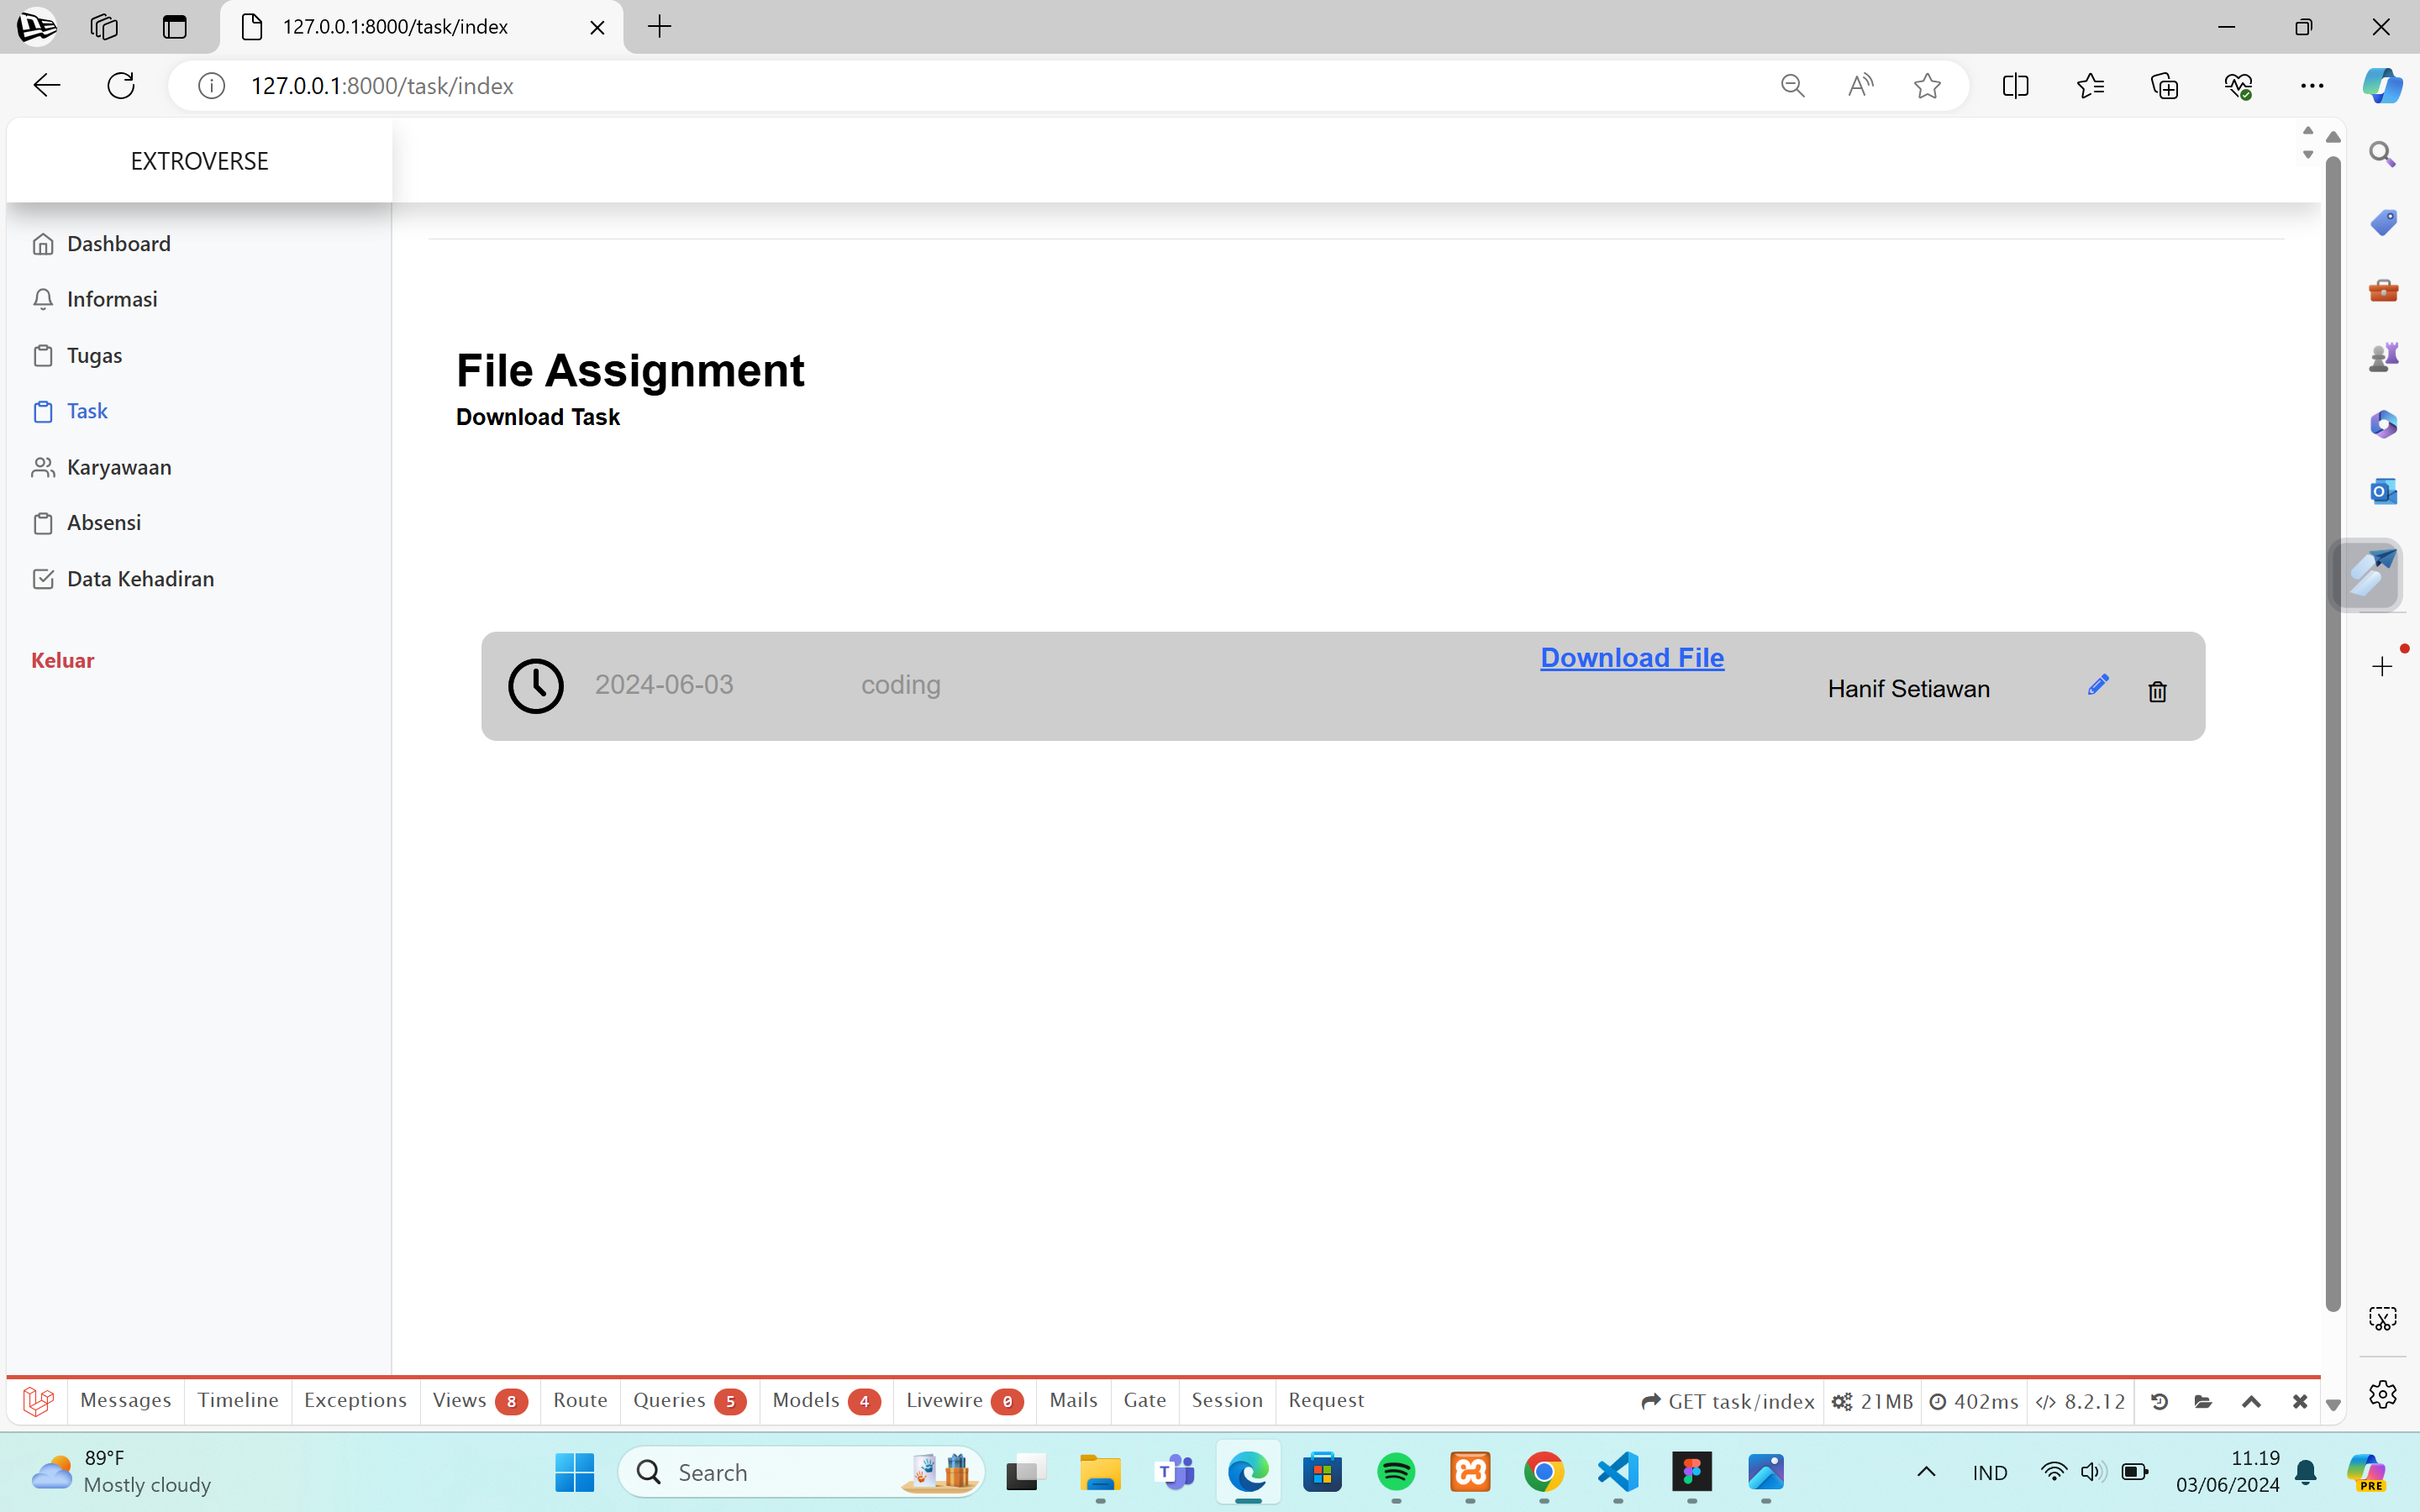 127.0.0.1:8000/task/index
127.0.0.1:8000/task/index
EXTROVERSE
Dashboard
Informasi
Tugas
Task
Karyawaan
Absensi
Data Kehadiran
Keluar
File Assignment
Download Task
2024-06-03 coding Download File Hanif Setiawan
Messages Timeline Exceptions Views 8 Route Queries 5 Models 4 Livewire 0 Mails Gate Session Request GET task/index 21MB 402ms </> 8.2.12
89°F
Mostly cloudy
Search
IND
11.19
03/06/2024
PRE